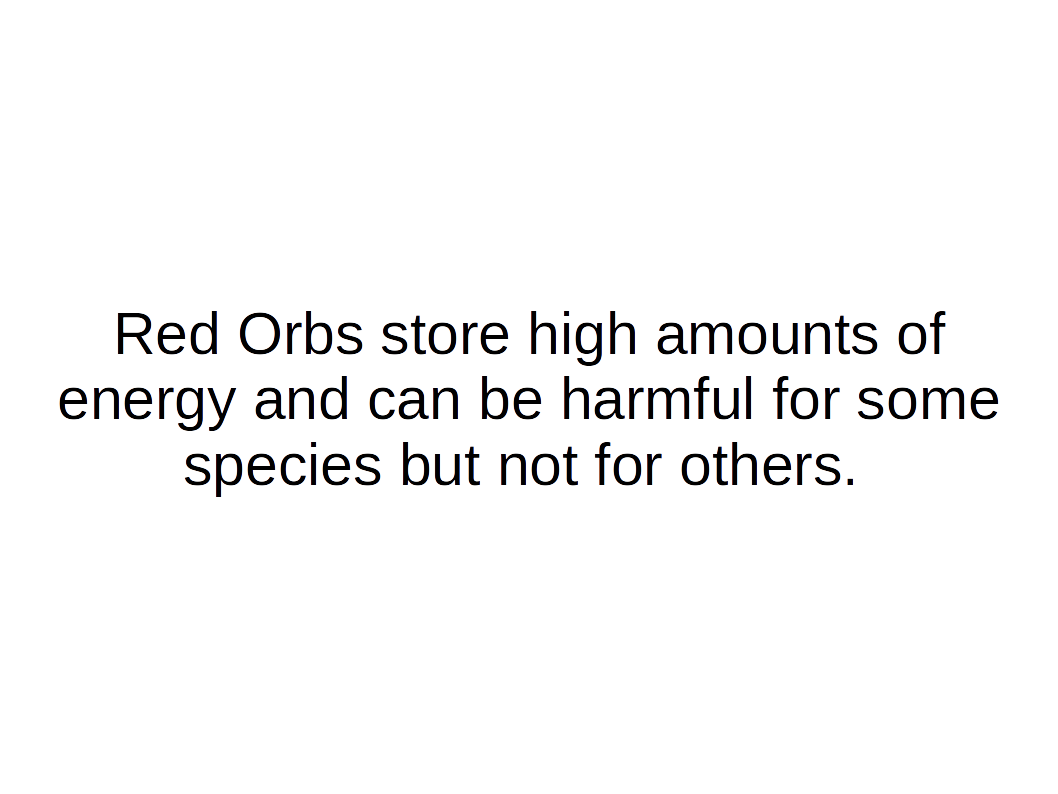 Red Orbs store high amounts of
energy and can be harmful for some
species but not for others.